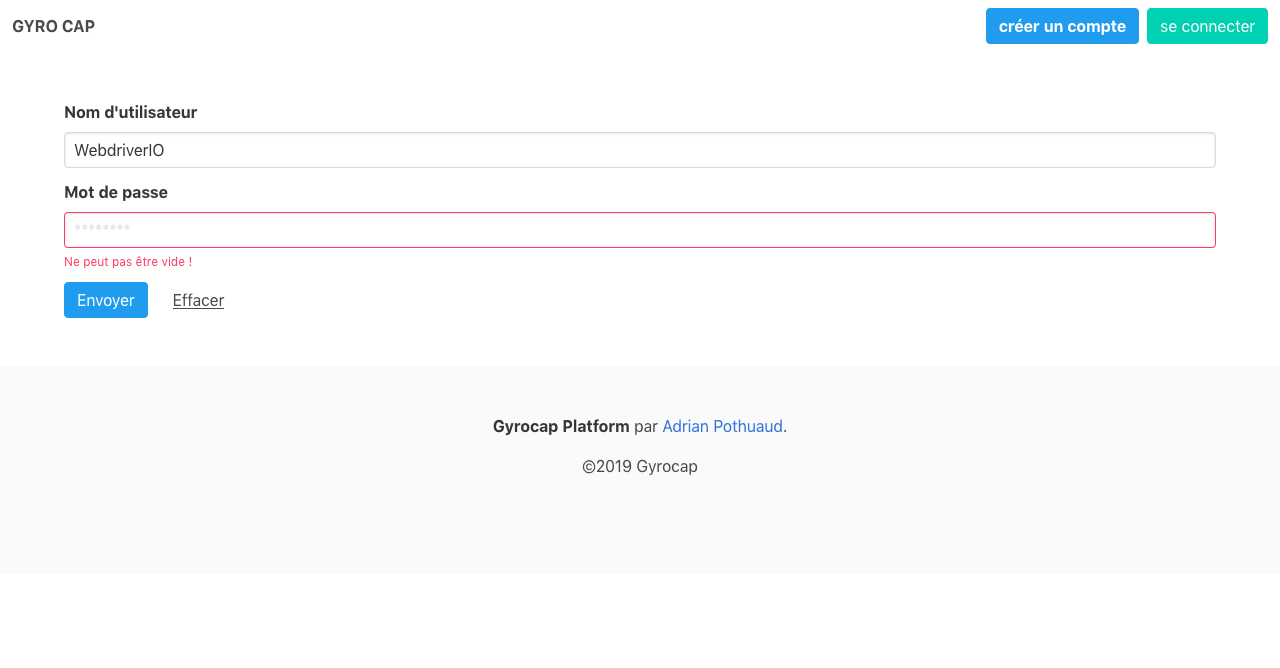 GYRO CAP
créer un compte
se connecter
Nom d'utilisateur
WebdriverIO
Mot de passe
********
Ne peut pas être vide !
Envoyer
Effacer
Gyrocap Platform par Adrian Pothuaud.
©2019 Gyrocap